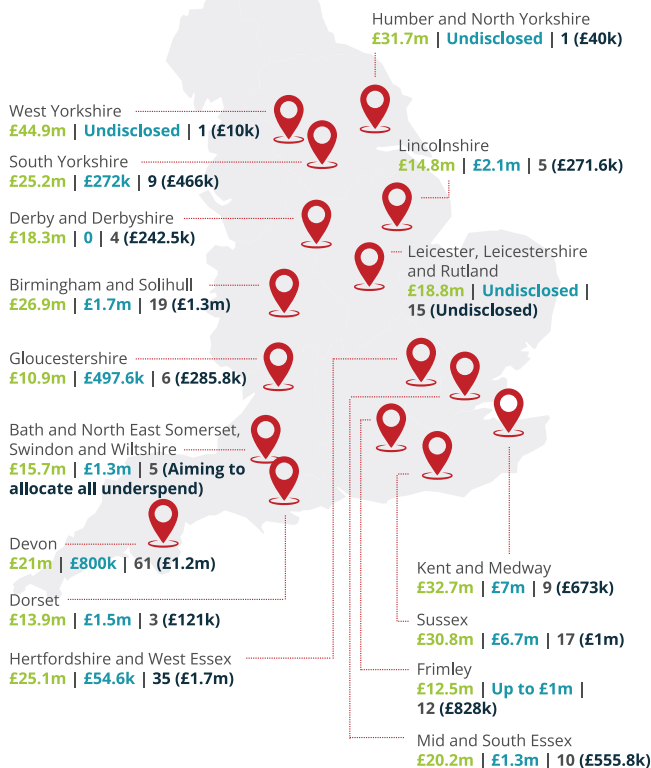 Humber and North Yorkshire
£31.7m | Undisclosed | 1 (£40k)
West Yorkshire
£44.9m | Undisclosed | 1 (£10k)
South Yorkshire
£25.2m | £272k | 9 (£466k)
Lincolnshire
£14.8m | £2.1m | 5 (£271.6k)
Derby and Derbyshire
£18.3m | 0 | 4 (£242.5k)
Leicester, Leicestershire
and Rutland
£18.8m | Undisclosed |
15 (Undisclosed)
Birmingham and Solihull
£26.9m | £1.7m | 19 (£1.3m)
Gloucestershire
£10.9m | £497.6k | 6 (£285.8k)
Bath and North East Somerset,
Swindon and Wiltshire
£15.7m | £1.3m | 5 (Aiming to
allocate all underspend)
Devon
£21m | £800k | 61 (£1.2m)
Dorset
£13.9m | £1.5m | 3 (£121k)
Hertfordshire and West Essex
£25.1m | £54.6k | 35 (£1.7m)
Kent and Medway
£32.7m | £7m | 9 (£673k)
Sussex
£30.8m | £6.7m | 17 (£1m)
Frimley
£12.5m | Up to £1m |
12 (£828k)
Mid and South Essex
£20.2m | £1.3m | 10 (£555.8k)